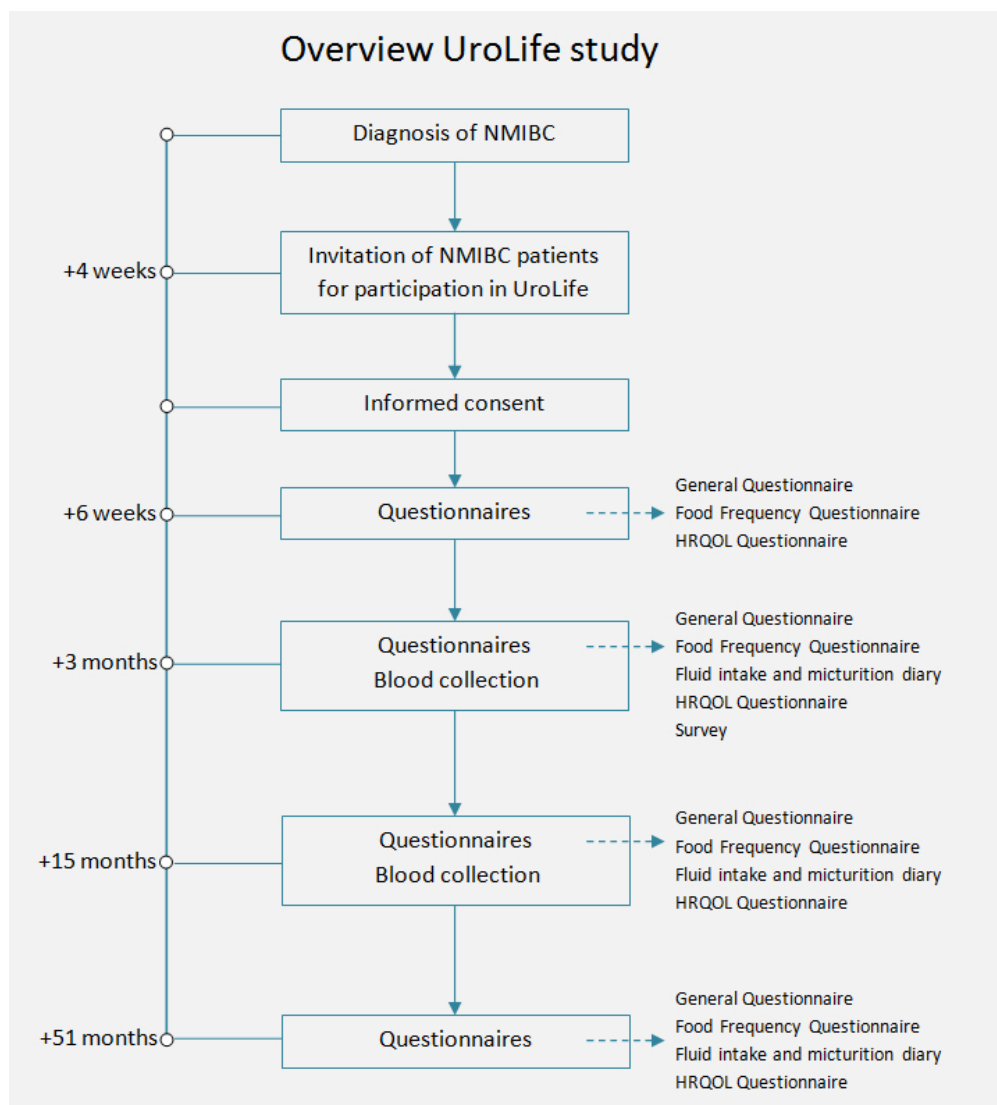 Overview UroLife study
Diagnosis of NMIBC
+4 weeks
Invitation of NMIBC patients
for participation in UroLife
Informed consent
+6 weeks
Questionnaires
General Questionnaire
Food Frequency Questionnaire
HRQOL Questionnaire
+3 months
Questionnaires
Blood collection
General Questionnaire
Food Frequency Questionnaire
Fluid intake and micturition diary
HRQOL Questionnaire
Survey
+15 months
Questionnaires
Blood collection
General Questionnaire
Food Frequency Questionnaire
Fluid intake and micturition diary
HRQOL Questionnaire
+51 months
Questionnaires
General Questionnaire
Food Frequency Questionnaire
Fluid intake and micturition diary
HRQOL Questionnaire